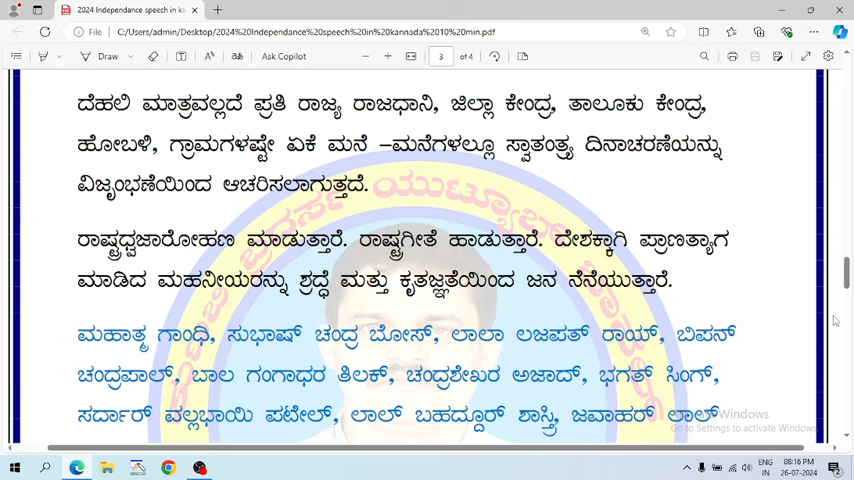 2024 Independance speech in k
File
C:/Users/admin/Desktop/2024%20Independance%20speech%20in%20kannada%2010%20min.pdf
Draw
Ask Copilot
3 of 4
ದೆಹಲಿ ಮಾತ್ರವಲ್ಲದೆ ಪ್ರತಿ ರಾಜ್ಯ ರಾಜಧಾನಿ, ಜಿಲ್ಲಾ ಕೇಂದ್ರ, ತಾಲೂಕು ಕೇಂದ್ರ,
ಹೋಬಳಿ, ಗ್ರಾಮಗಳಷ್ಟೇ ಏಕೆ ಮನೆ –ಮನೆಗಳಲ್ಲೂ ಸ್ವಾತಂತ್ರ್ಯ ದಿನಾಚರಣೆಯನ್ನು
ವಿಜೃಂಭಣೆಯಿಂದ ಆಚರಿಸಲಾಗುತ್ತದೆ.
ರಾಷ್ಟ್ರಧ್ವಜಾರೋಹಣ ಮಾಡುತ್ತಾರೆ. ರಾಷ್ಟ್ರಗೀತೆ ಹಾಡುತ್ತಾರೆ. ದೇಶಕ್ಕಾಗಿ ಪ್ರಾಣತ್ಯಾಗ
ಮಾಡಿದ ಮಹನೀಯರನ್ನು ಶ್ರದ್ಧೆ ಮತ್ತು ಕೃತಜ್ಞತೆಯಿಂದ ಜನ ನೆನೆಯುತ್ತಾರೆ.
ಮಹಾತ್ಮ ಗಾಂಧಿ, ಸುಭಾಷ್ ಚಂದ್ರ ಬೋಸ್, ಲಾಲಾ ಲಜಪತ್ ರಾಯ್, ಬಿಪನ್
ಚಂದ್ರಪಾಲ್, ಬಾಲ ಗಂಗಾಧರ ತಿಲಕ್, ಚಂದ್ರಶೇಖರ ಅಜಾದ್, ಭಗತ್ ಸಿಂಗ್,
ಸರ್ದಾರ್ ವಲ್ಲಭಾಯಿ ಪಟೇಲ್, ಲಾಲ್ ಬಹದ್ದೂರ್ ಶಾಸ್ತ್ರಿ, ಜವಾಹರ್ ಲಾಲ್
Windows
Go to Settings to activate Windows.
ENG
IN
08:16 PM
26-07-2024
2